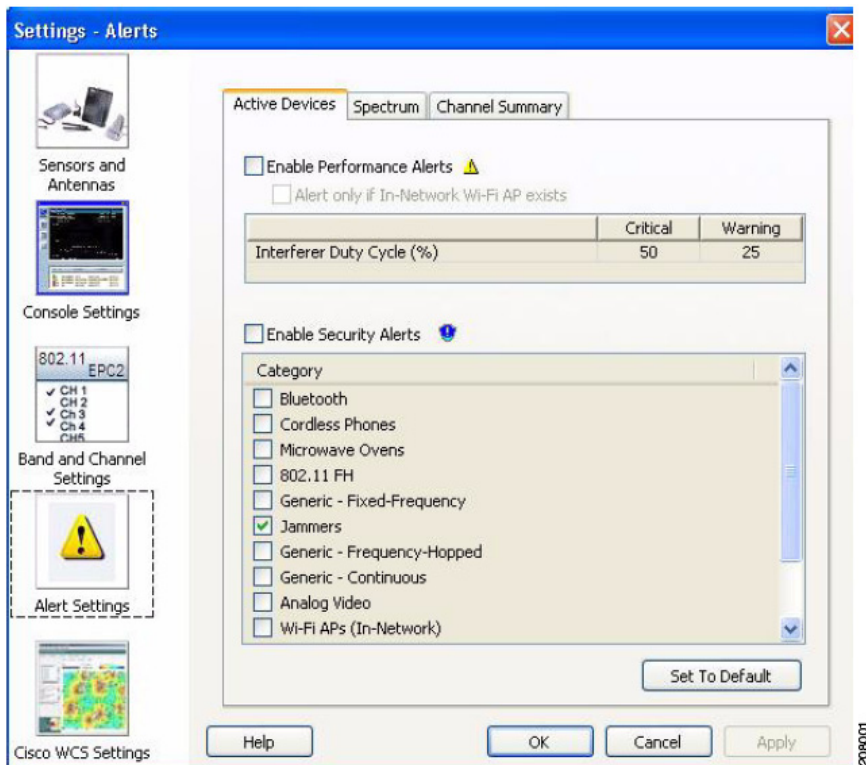 Settings - Alerts
Sensors and
Antennas
Console Settings
802.11
EPC2
CH 1
CH 2
Ch 3
Ch 4
CH5
Band and Channel
Settings
Alert Settings
Cisco WCS Settings
Active Devices
Spectrum
Channel Summary
Enable Performance Alerts
Alert only if In-Network Wi-Fi AP exists
Critical Warning
Interferer Duty Cycle (%) 50 25
Enable Security Alerts
Category
Bluetooth
Cordless Phones
Microwave Ovens
802.11 FH
Generic - Fixed-Frequency
Jammers
Generic - Frequency-Hopped
Generic - Continuous
Analog Video
Wi-Fi APs (In-Network)
Set To Default
Help
OK
Cancel
Apply
208001